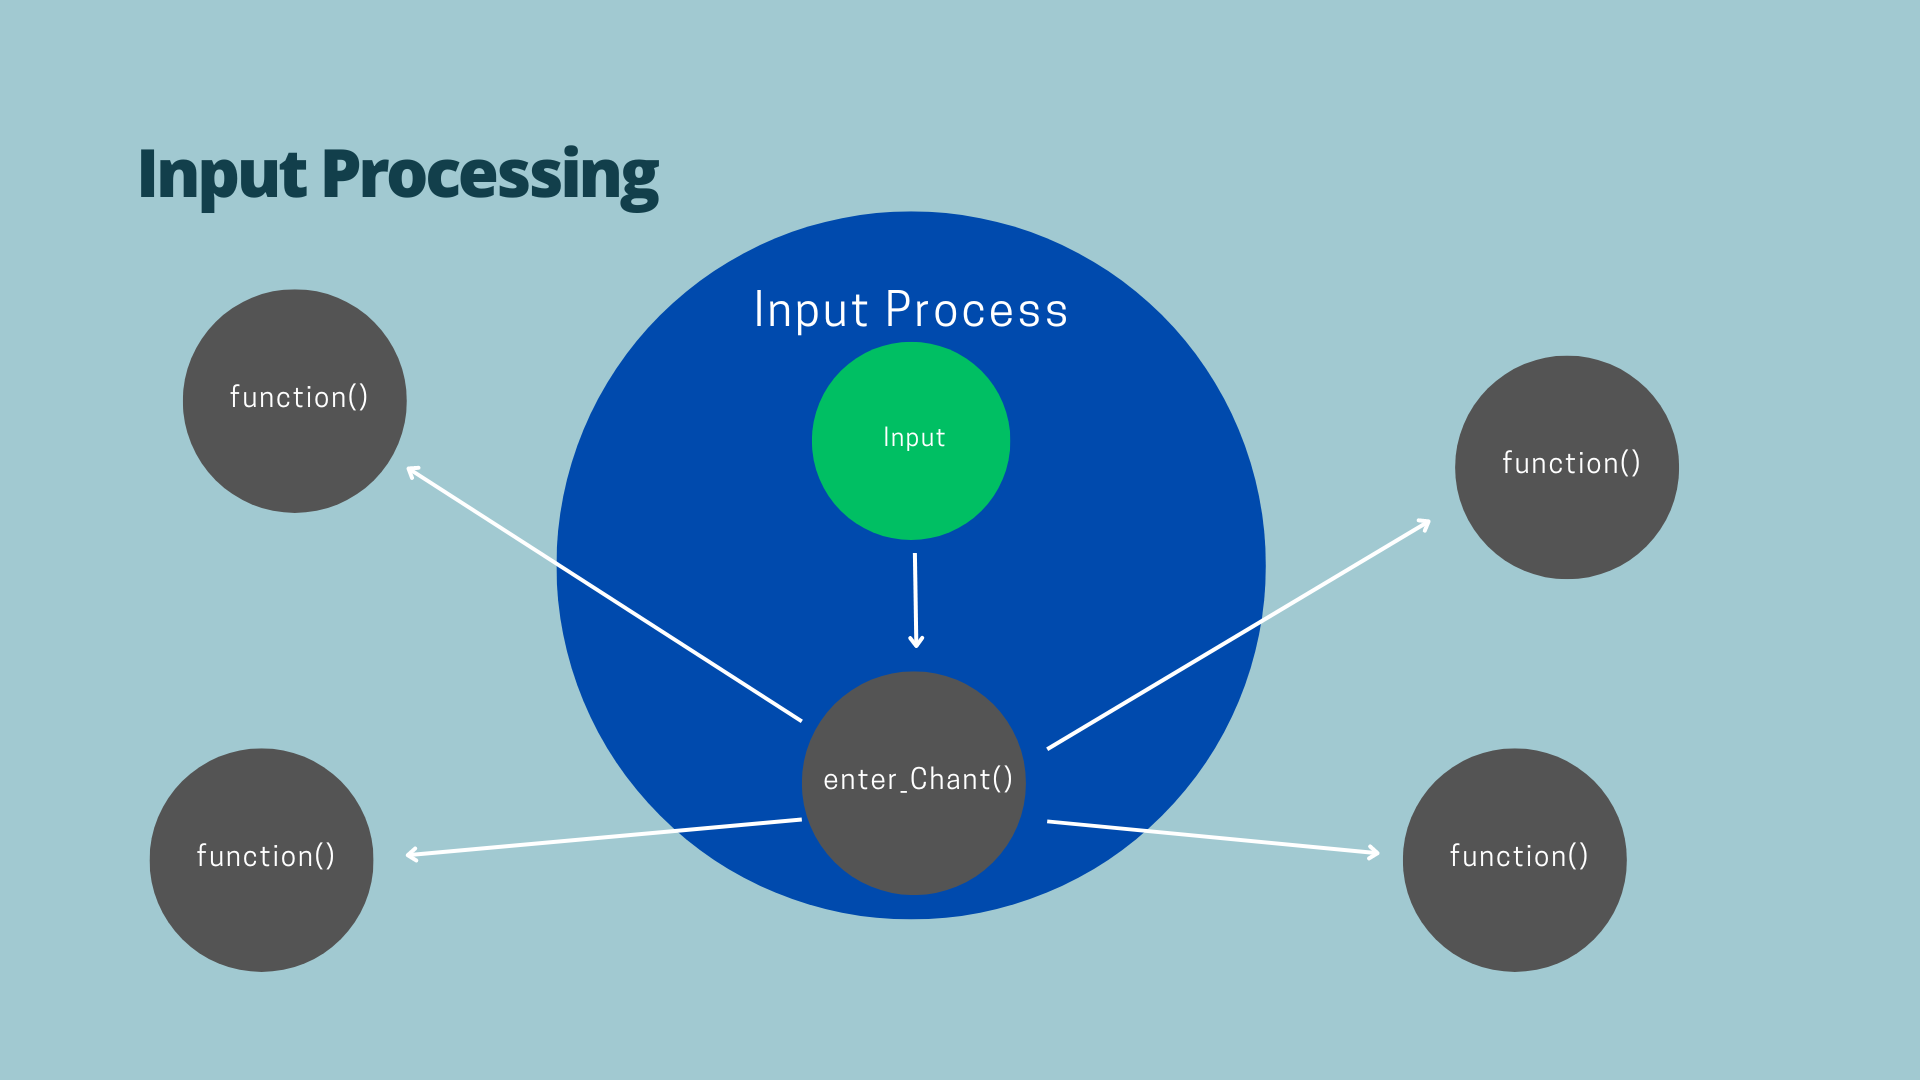 Input Processing
Input Process
function()
Input
function()
enter_Chant()
function()
function()